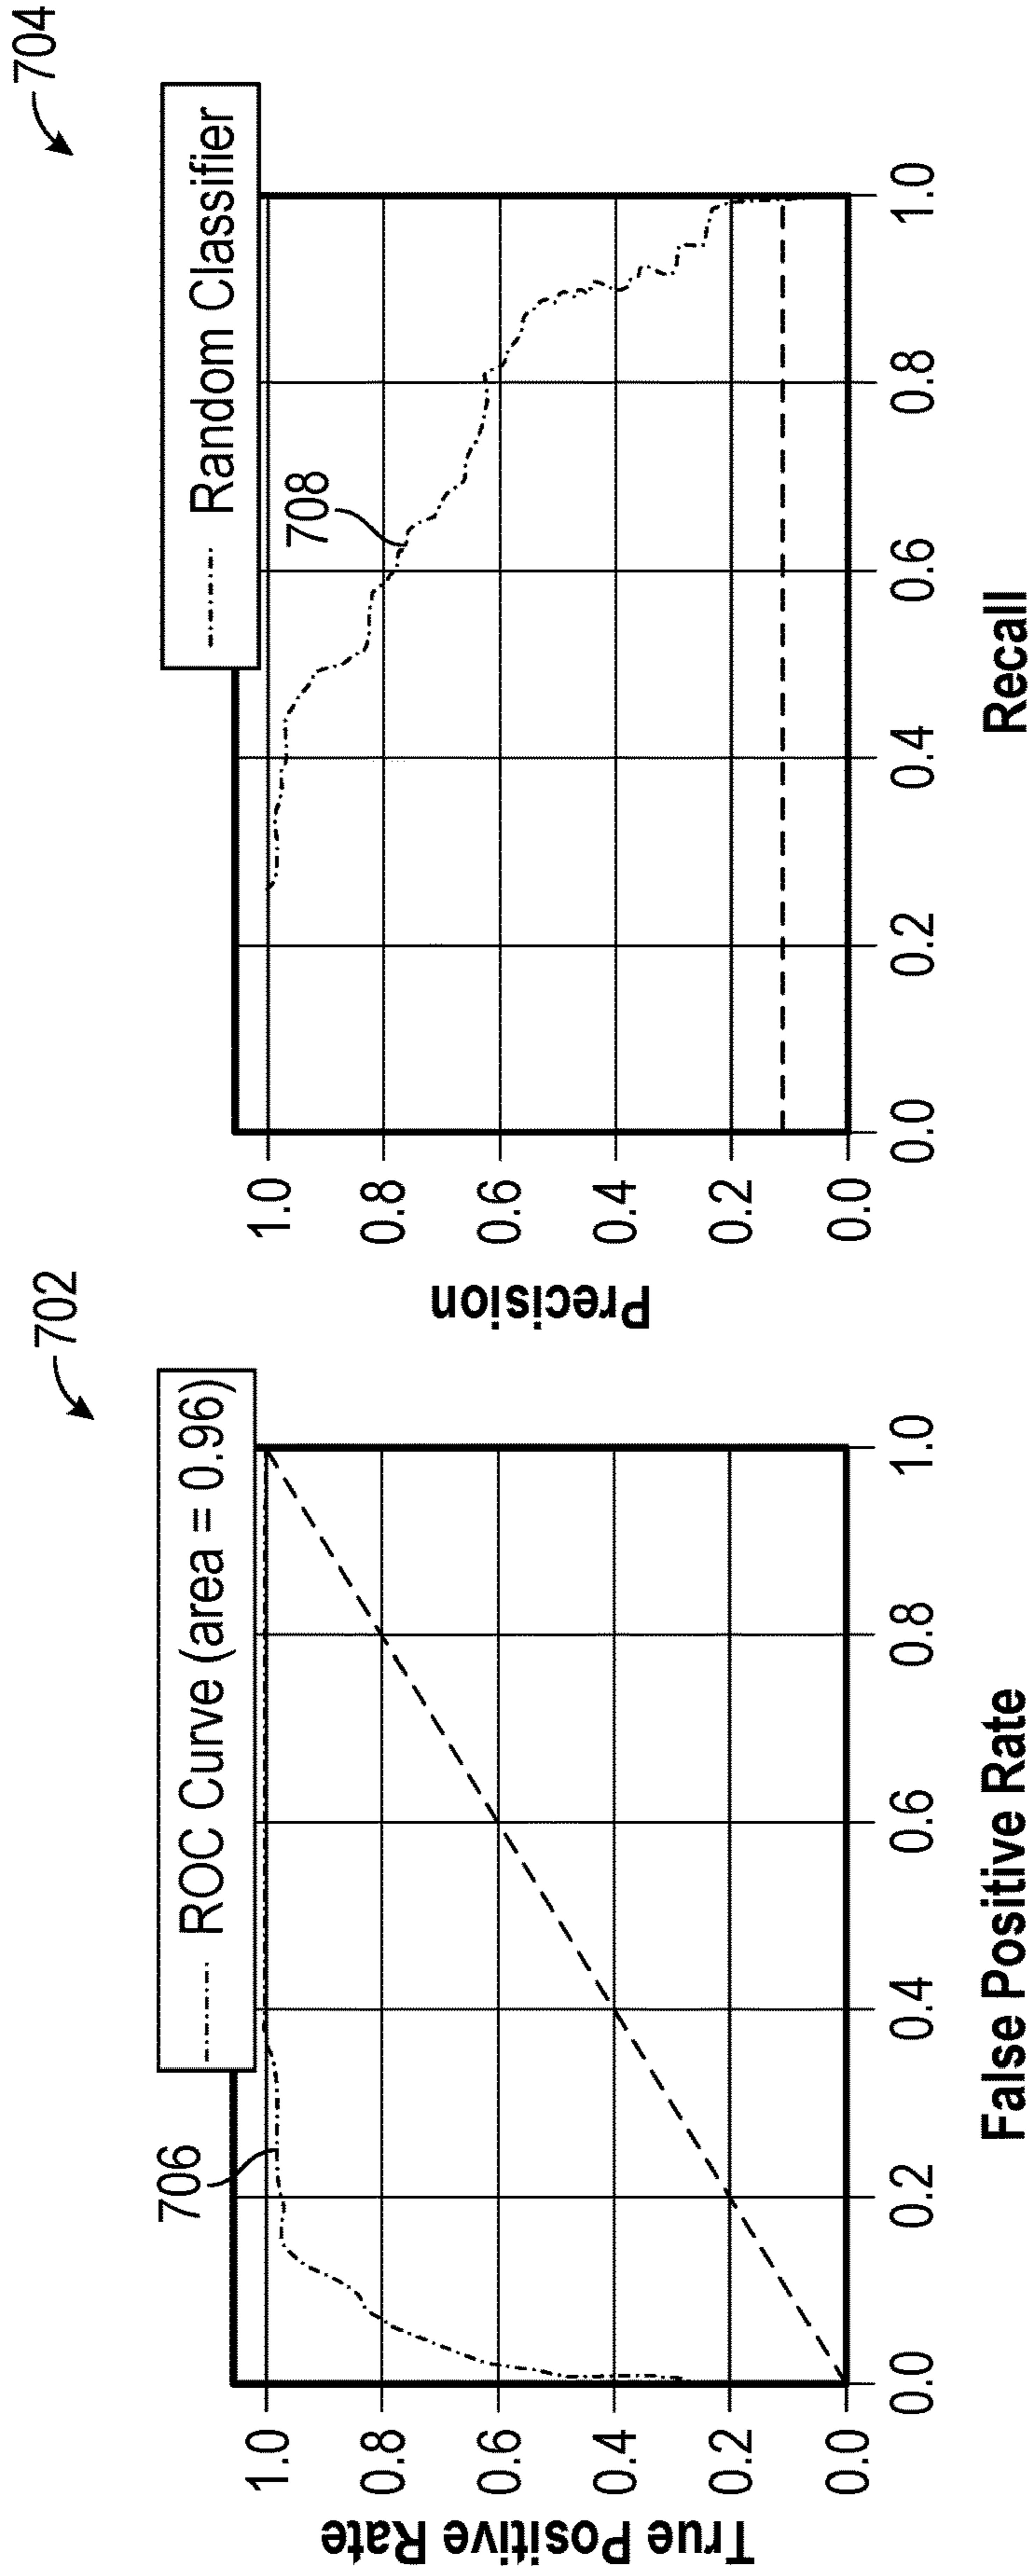 702
ROC Curve (area = 0.96)
706
True Positive Rate
1.0
0.8
0.6
0.4
0.2
0.0
0.0 0.2 0.4 0.6 0.8 1.0
False Positive Rate
704
Random Classifier
708
Precision
1.0
0.8
0.6
0.4
0.2
0.0
0.0 0.2 0.4 0.6 0.8 1.0
Recall